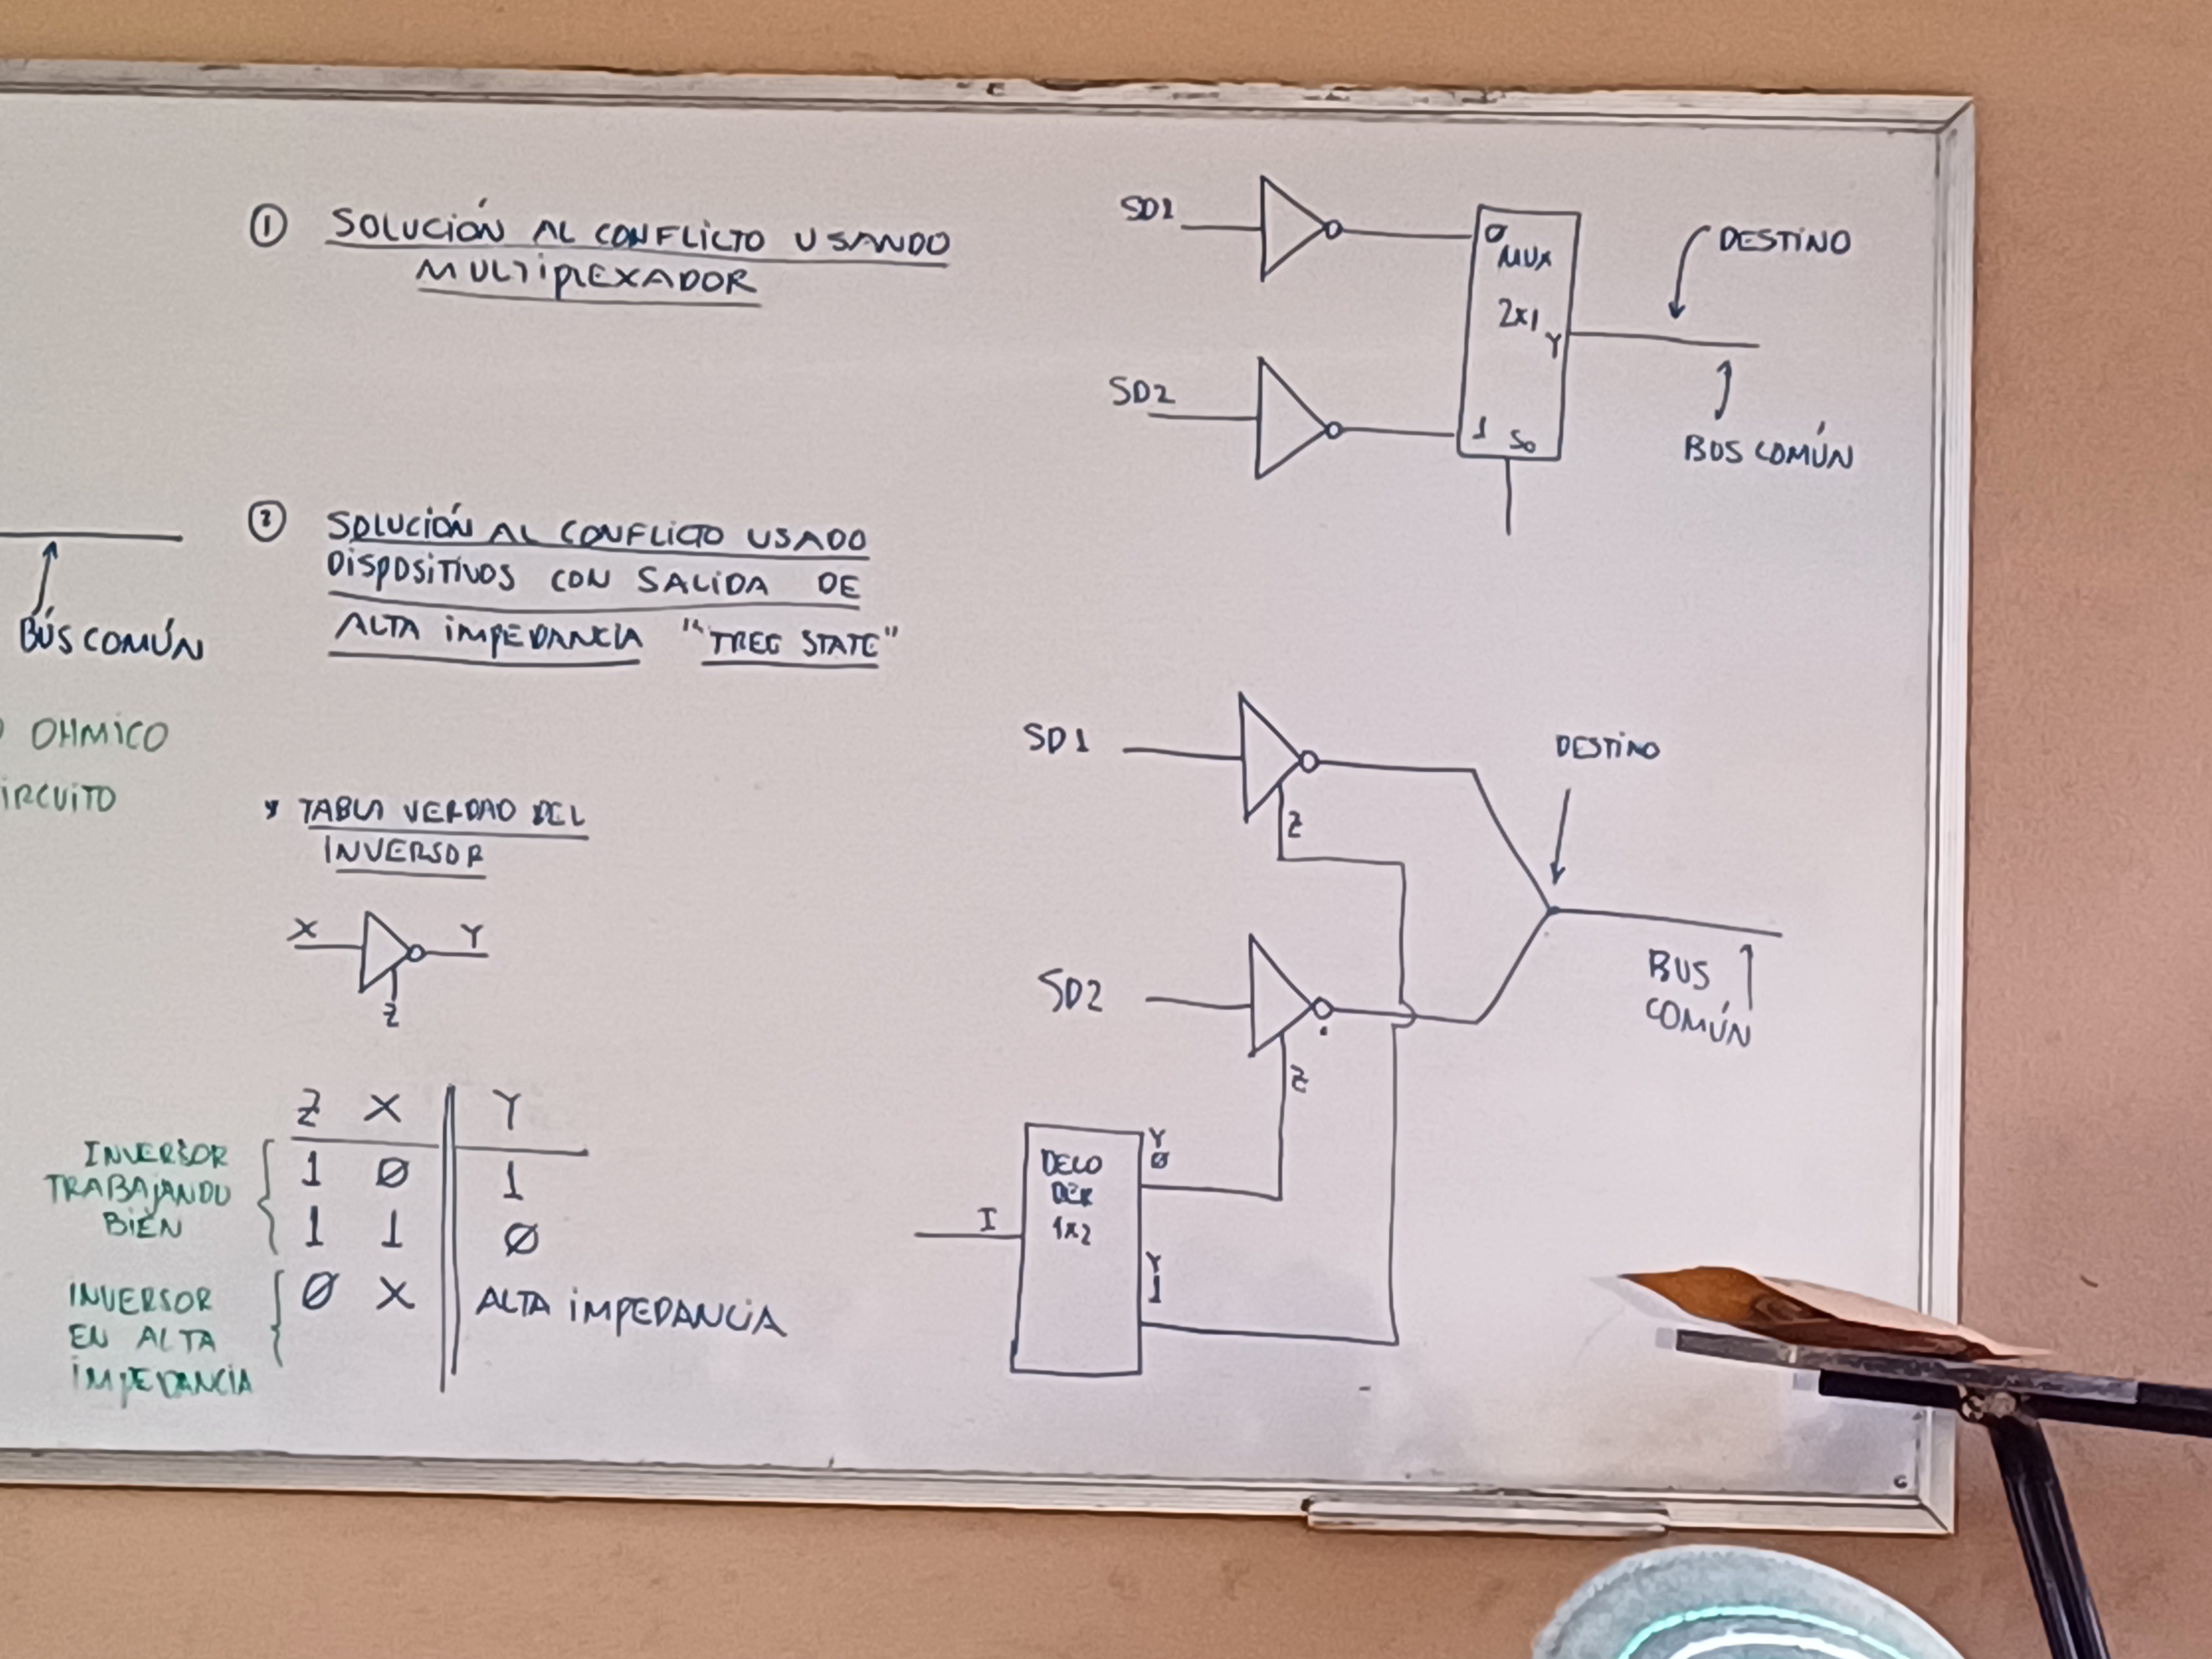 ① SOLUCIÓN AL CONFLICTO USANDO
MULTIPLEXADOR
SD1
SD2
0
MUX
2x1
Y
1 S0
DESTINO
BUS COMÚN
② SOLUCIÓN AL CONFLICTO USADO
DISPOSITIVOS CON SALIDA DE
ALTA IMPEDANCIA "TREE STATE"
BÚS COMÚN
OHMICO
IRCUITO
* TABLA VERDAD DEL
INVERSOR
X Y
Z
Z X Y
1 Ø 1
1 1 Ø
Ø X ALTA IMPEDANCIA
INVERSOR
TRABAJANDO
BIEN
INVERSOR
EN ALTA
IMPEDANCIA
SD1
Z
SD2
Z
DESTINO
BUS
COMÚN
I
DECO
DER
1x2
Y
Ø
Y
1